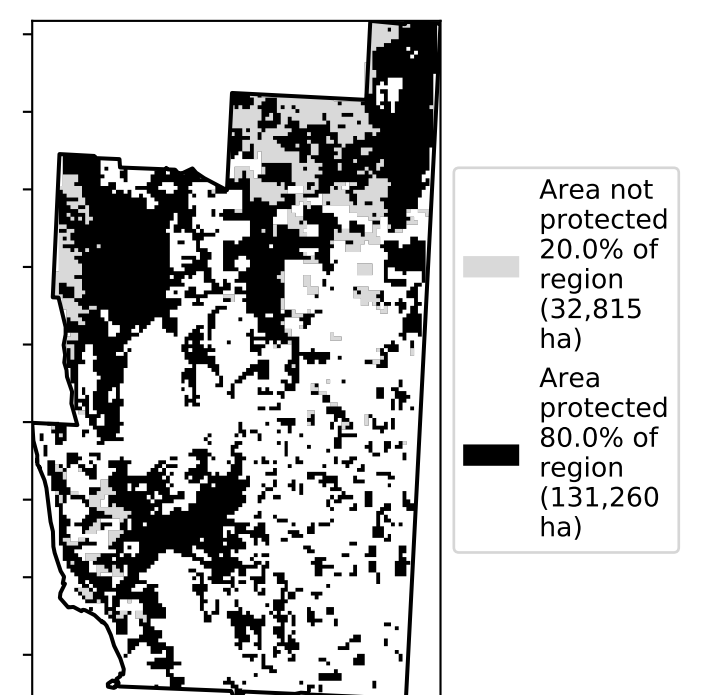 Area not
protected
20.0% of
region
(32,815
ha)
Area
protected
80.0% of
region
(131,260
ha)